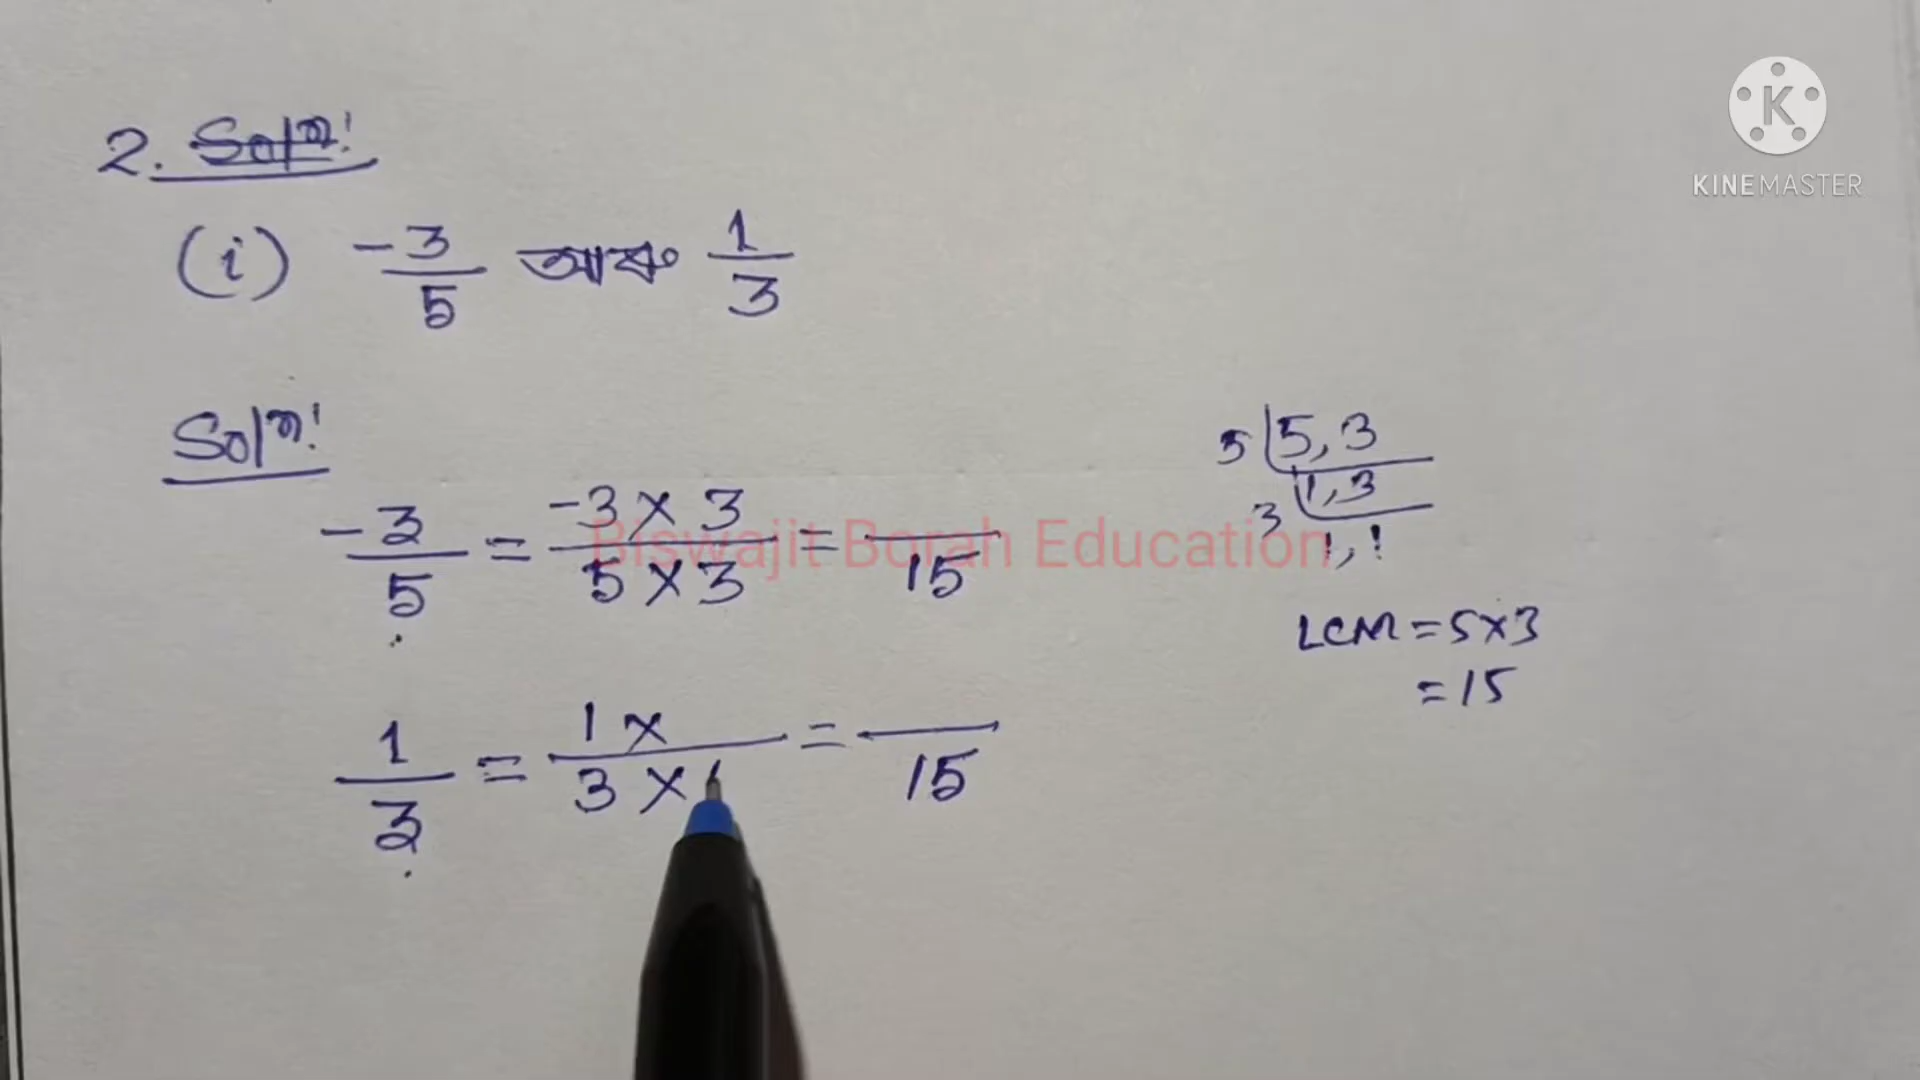 2. Solⁿ!
(i) -3/5 আৰু 1/3
Solⁿ!
-3/5 = -3×3/5×3 = /15
1/3 = 1×/3× = /15
5 | 5, 3
3 | 1, 3
1, 1
LCM = 5×3
= 15
Biswajit Borah Education
KINEMASTER